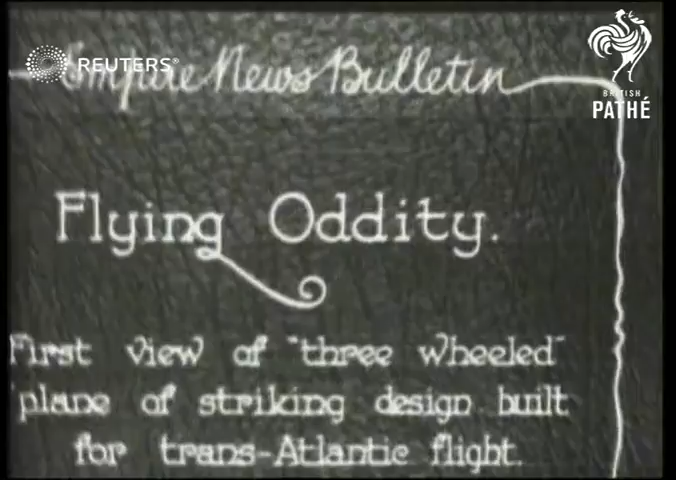 Empire News Bulletin
REUTERS
BRITISH
PATHÉ
Flying Oddity.
First view of "three wheeled"
plane of striking design built
for trans-Atlantic flight.